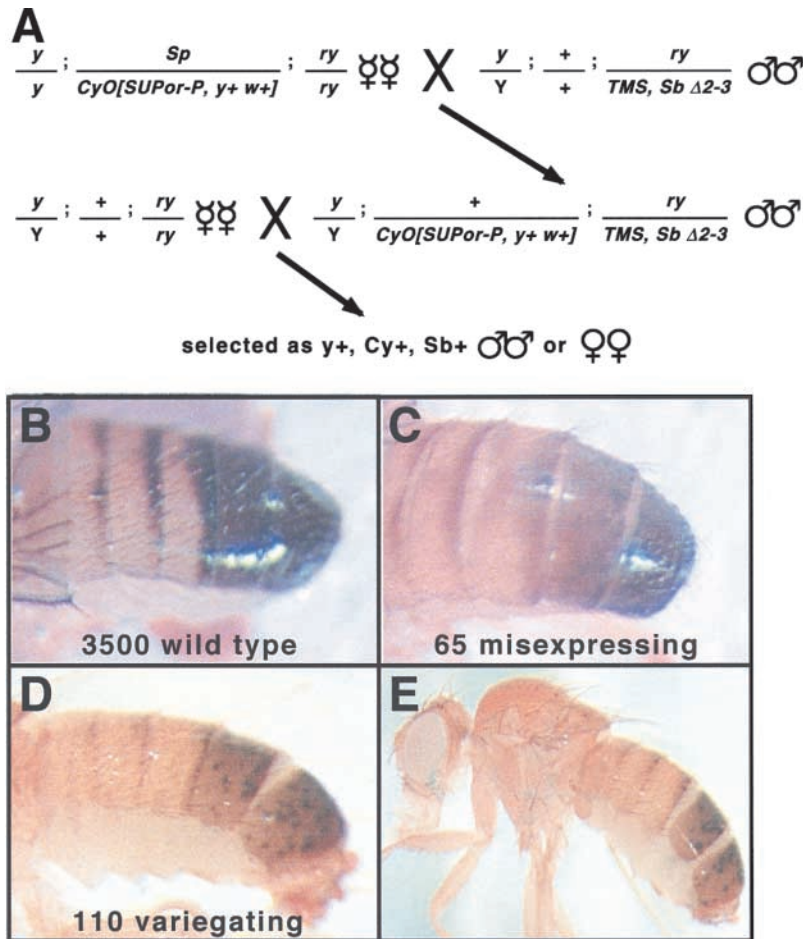 A
y/y ; Sp/CyO[SUPor-P, y+ w+] ; ry/ry ☿☿ X y/Y ; +/+ ; ry/TMS, Sb Δ2-3 ♂♂
y/Y ; +/+ ; ry/ry ☿☿ X y/Y ; +/CyO[SUPor-P, y+ w+] ; ry/TMS, Sb Δ2-3 ♂♂
selected as y+, Cy+, Sb+ ♂♂ or ♀♀
B
3500 wild type
C
65 misexpressing
D
110 variegating
E